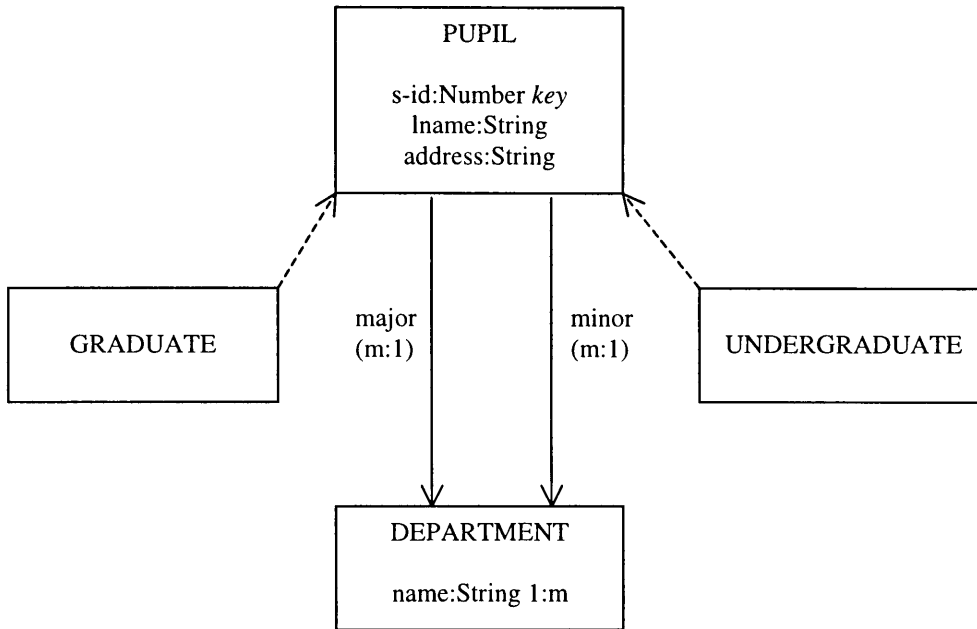 PUPIL
s-id:Number key
lname:String
address:String
GRADUATE
major
(m:1)
minor
(m:1)
UNDERGRADUATE
DEPARTMENT
name:String 1:m